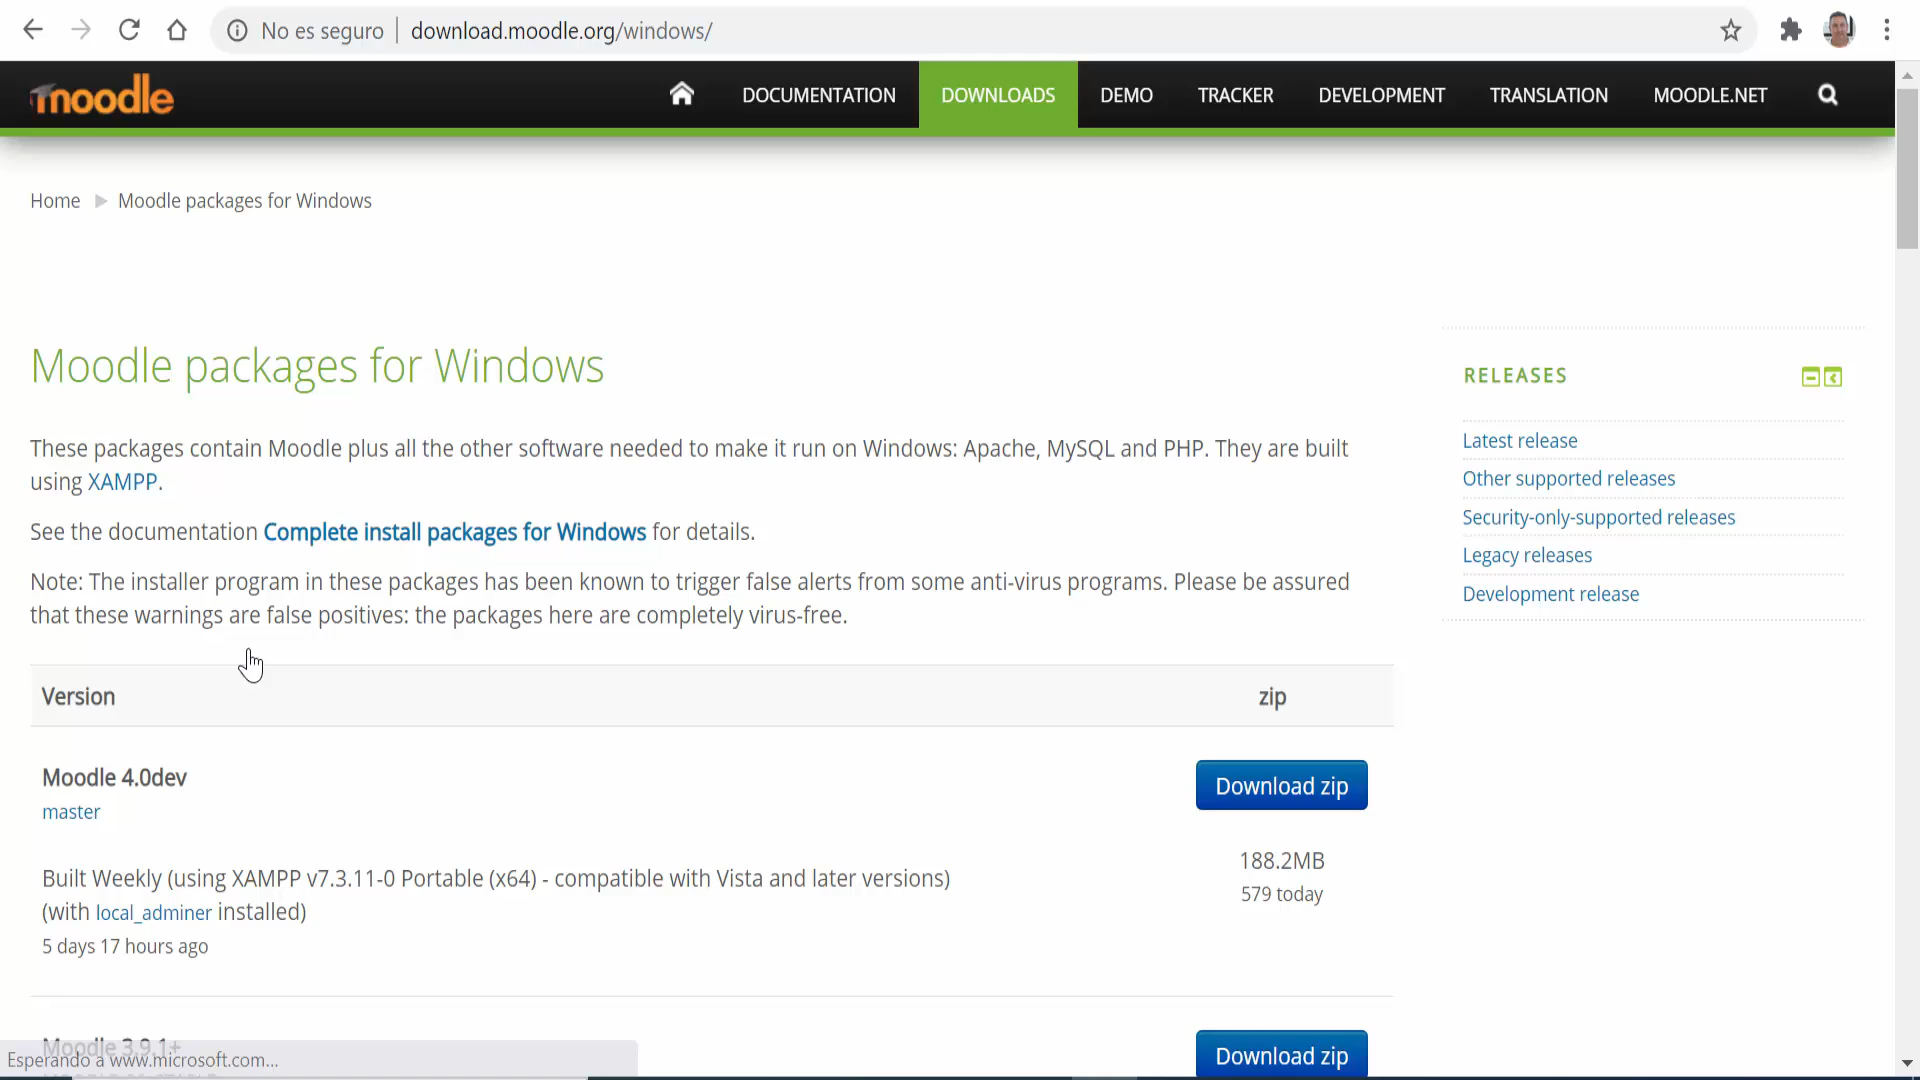 No es seguro
download.moodle.org/windows/
moodle
DOCUMENTATION
DOWNLOADS
DEMO
TRACKER
DEVELOPMENT
TRANSLATION
MOODLE.NET
Home
Moodle packages for Windows
Moodle packages for Windows
These packages contain Moodle plus all the other software needed to make it run on Windows: Apache, MySQL and PHP. They are built
using XAMPP.
See the documentation Complete install packages for Windows for details.
Note: The installer program in these packages has been known to trigger false alerts from some anti-virus programs. Please be assured
that these warnings are false positives: the packages here are completely virus-free.
RELEASES
Latest release
Other supported releases
Security-only-supported releases
Legacy releases
Development release
Version
zip
Moodle 4.0dev
master
Built Weekly (using XAMPP v7.3.11-0 Portable (x64) - compatible with Vista and later versions)
(with local_adminer installed)
5 days 17 hours ago
Download zip
188.2MB
579 today
Moodle 3.9.1+
Download zip
Esperando a www.microsoft.com...